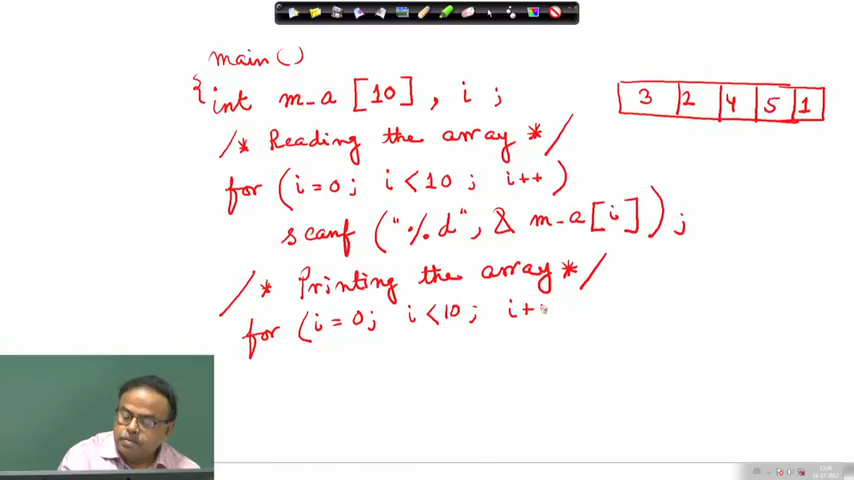 main ()
{int m_a [10], i ;
3 2 4 5 1
/* Reading the array */
for (i=0; i<10; i++)
scanf ("%d", & m_a[i]);
/* Printing the array */
for (i=0; i<10; i+